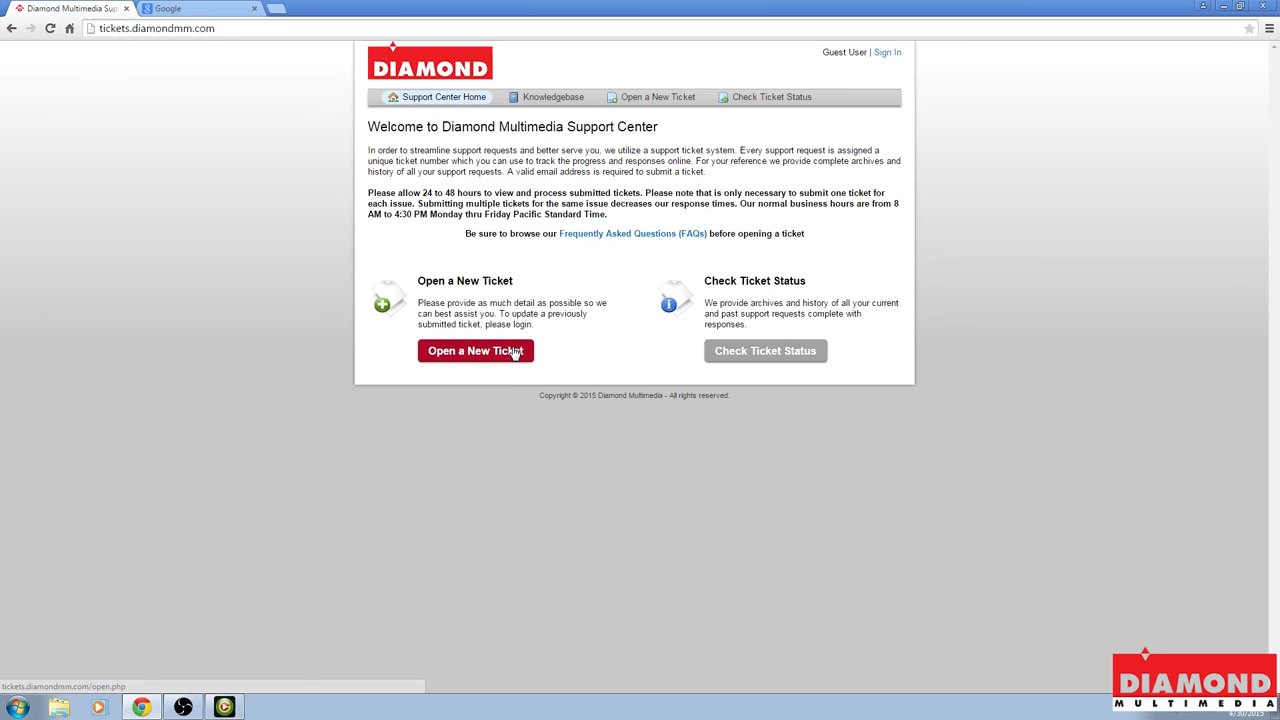 Diamond Multimedia Sup
Google
tickets.diamondmm.com
DIAMOND
Guest User | Sign In
Support Center Home
Knowledgebase
Open a New Ticket
Check Ticket Status
Welcome to Diamond Multimedia Support Center
In order to streamline support requests and better serve you, we utilize a support ticket system. Every support request is assigned a
unique ticket number which you can use to track the progress and responses online. For your reference we provide complete archives and
history of all your support requests. A valid email address is required to submit a ticket.
Please allow 24 to 48 hours to view and process submitted tickets. Please note that is only necessary to submit one ticket for
each issue. Submitting multiple tickets for the same issue decreases our response times. Our normal business hours are from 8
AM to 4:30 PM Monday thru Friday Pacific Standard Time.
Be sure to browse our Frequently Asked Questions (FAQs) before opening a ticket
Open a New Ticket
Please provide as much detail as possible so we
can best assist you. To update a previously
submitted ticket, please login.
Open a New Ticket
Check Ticket Status
We provide archives and history of all your current
and past support requests complete with
responses.
Check Ticket Status
Copyright © 2015 Diamond Multimedia - All rights reserved.
tickets.diamondmm.com/open.php
DIAMOND
MULTIMEDIA
4/30/2015